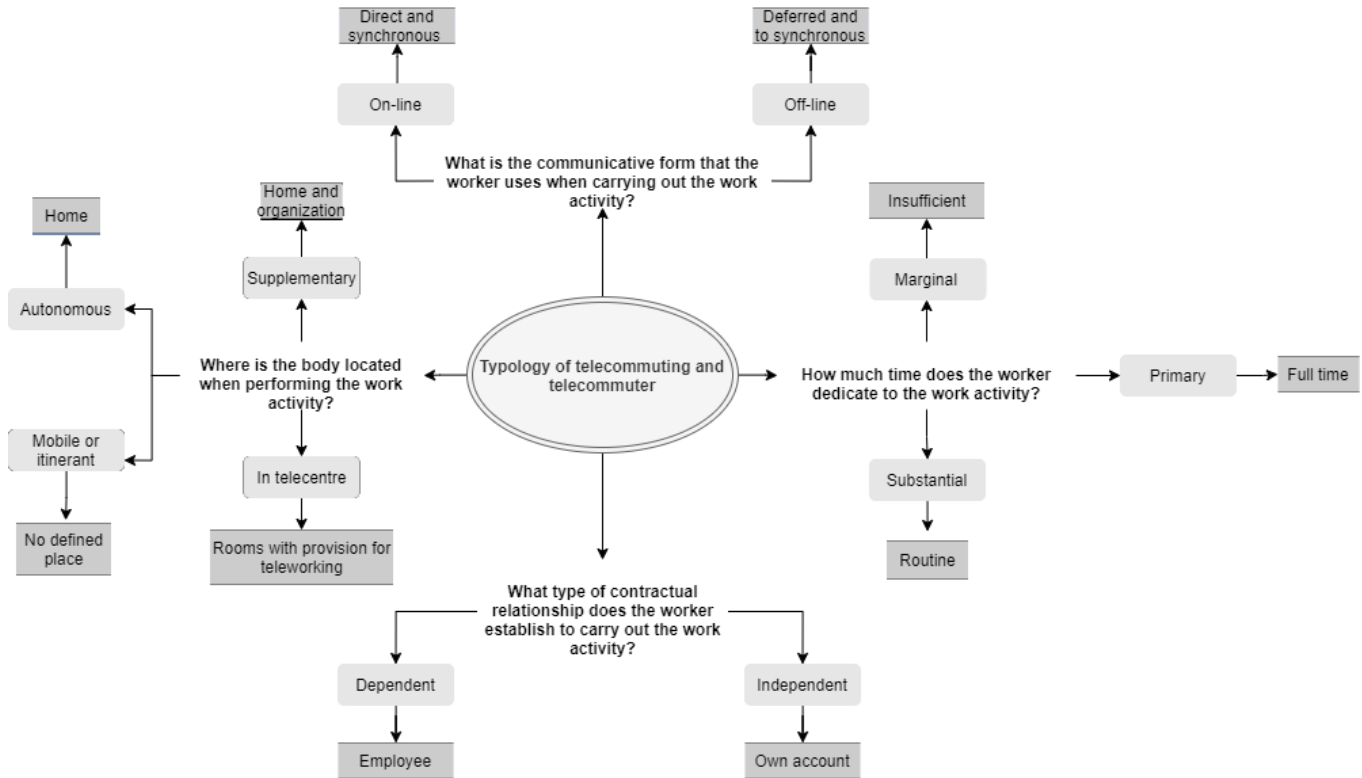 Direct and
synchronous
Deferred and
to synchronous
On-line
Off-line
What is the communicative form that the
worker uses when carrying out the work
activity?
Home and
organization
Insufficient
Home
Supplementary
Marginal
Autonomous
Where is the body located
when performing the work
activity?
Typology of telecommuting and
telecommuter
How much time does the worker
dedicate to the work activity?
Primary
Full time
Mobile or
itinerant
In telecentre
Substantial
No defined
place
Rooms with provision for
teleworking
Routine
What type of contractual
relationship does the worker
establish to carry out the work
activity?
Dependent
Independent
Employee
Own account